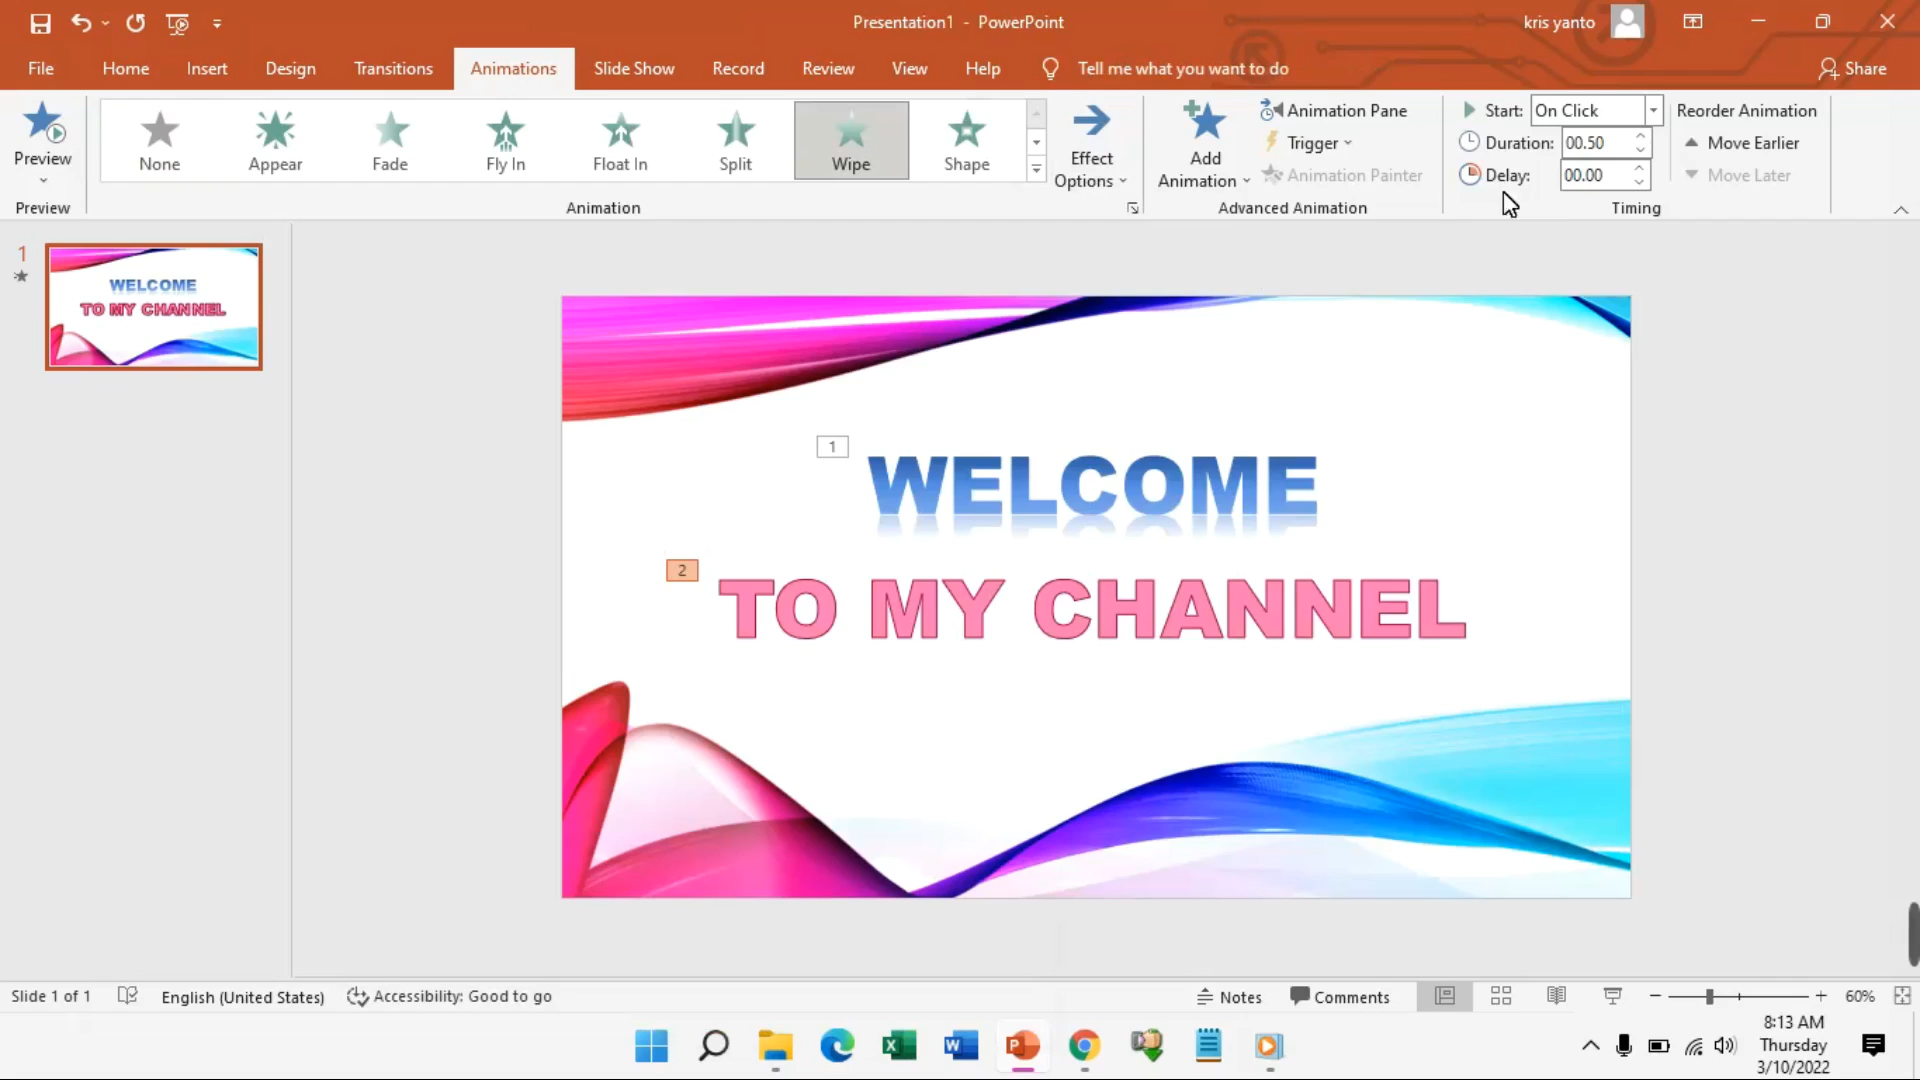 Presentation1 - PowerPoint
kris yanto
File Home Insert Design Transitions Animations Slide Show Record Review View Help Tell me what you want to do Share
Preview
None Appear Fade Fly In Float In Split Wipe Shape
Effect Options
Add Animation
Animation Pane
Trigger
Animation Painter
Start: On Click
Duration: 00.50
Delay: 00.00
Reorder Animation
Move Earlier
Move Later
Preview Animation Advanced Animation Timing
1
WELCOME
TO MY CHANNEL
1
WELCOME
2
TO MY CHANNEL
Slide 1 of 1 English (United States) Accessibility: Good to go Notes Comments 60%
8:13 AM
Thursday
3/10/2022